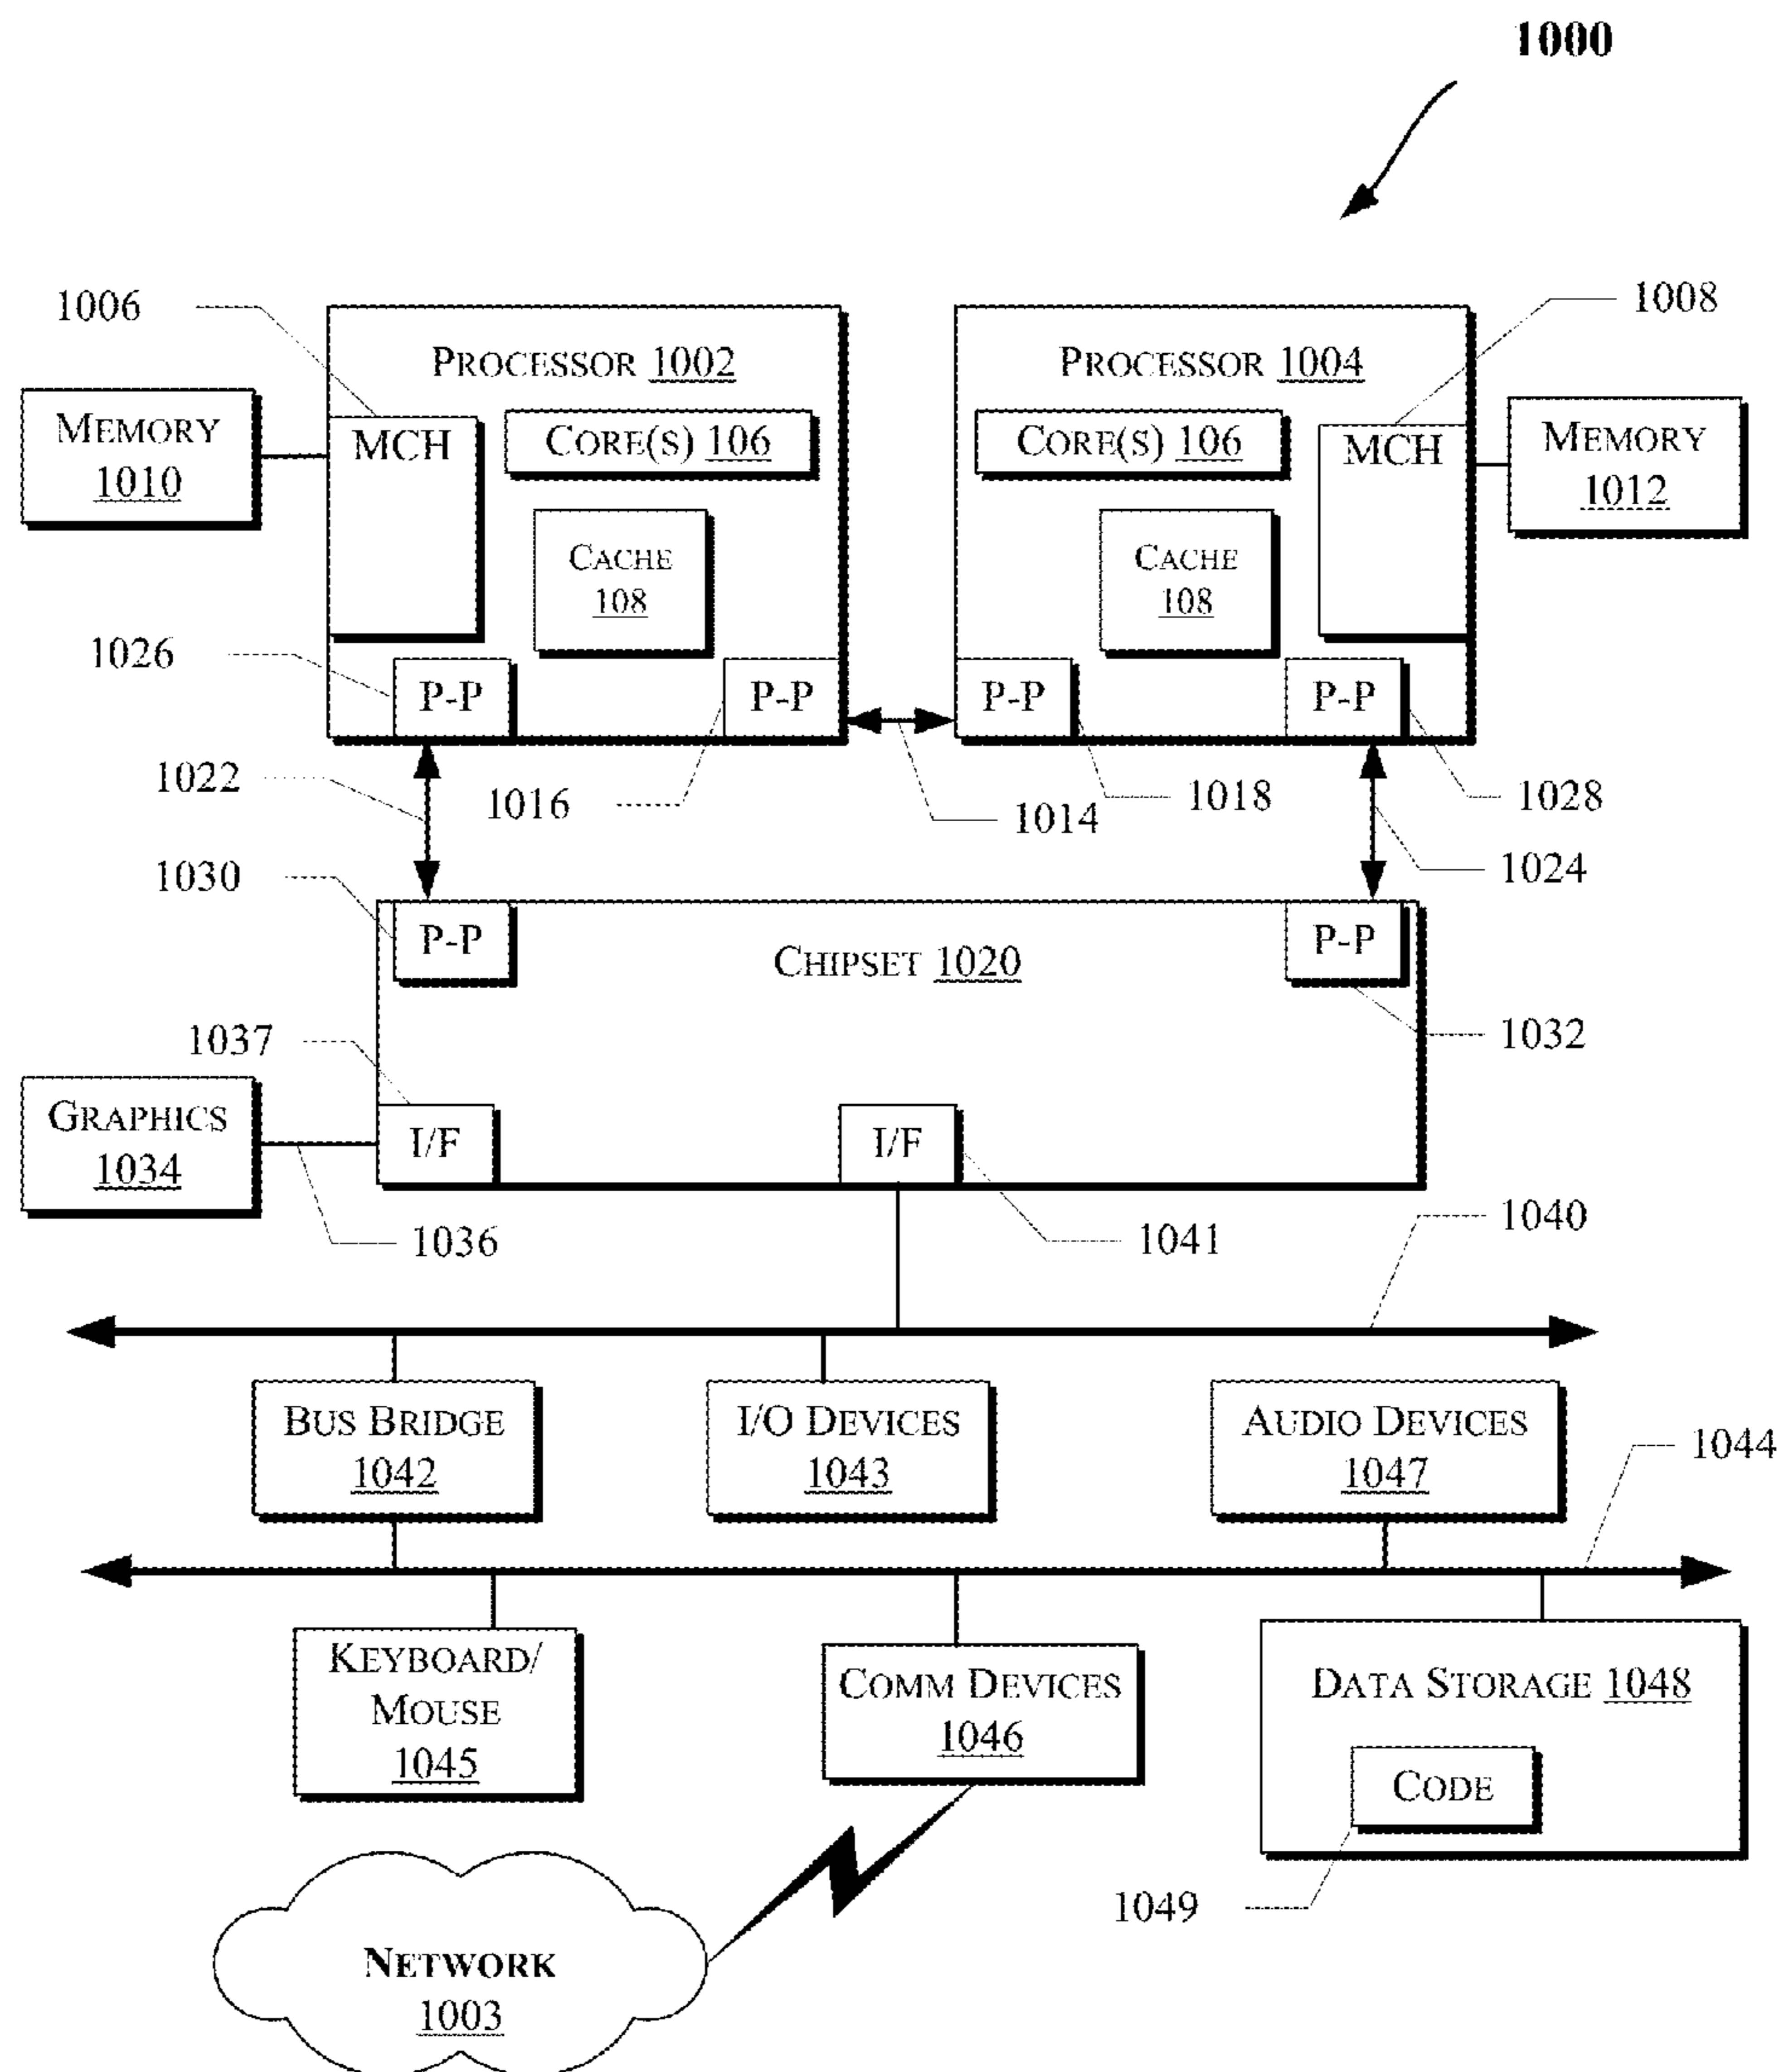 1000
1006
1008
PROCESSOR 1002
PROCESSOR 1004
MEMORY
1010
MCH
CORE(S) 106
CORE(S) 106
MCH
MEMORY
1012
CACHE
108
CACHE
108
1026
P-P
P-P
P-P
P-P
1022
1016
1014
1018
1028
1024
1030
P-P
CHIPSET 1020
P-P
1032
1037
GRAPHICS
1034
I/F
I/F
1036
1041
1040
BUS BRIDGE
1042
I/O DEVICES
1043
AUDIO DEVICES
1047
1044
KEYBOARD/
MOUSE
1045
COMM DEVICES
1046
DATA STORAGE 1048
CODE
1049
NETWORK
1003